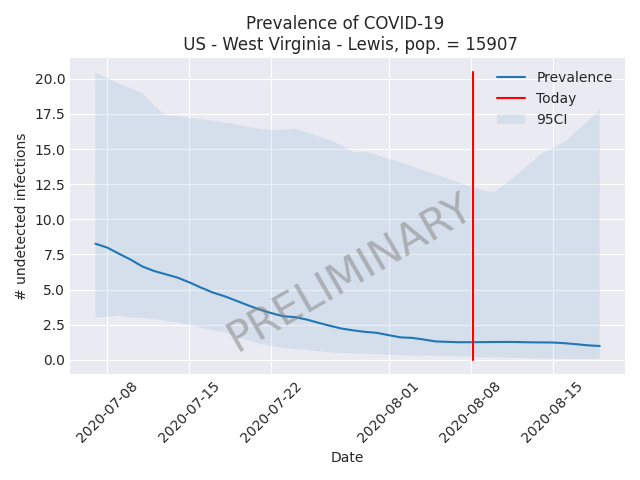 Prevalence of COVID-19
US - West Virginia - Lewis, pop. = 15907
20.0
17.5
15.0
12.5
10.0
7.5
5.0
2.5
0.0
# undetected infections
Prevalence
Today
95CI
PRELIMINARY
2020-07-08
2020-07-15
2020-07-22
2020-08-01
2020-08-08
2020-08-15
Date